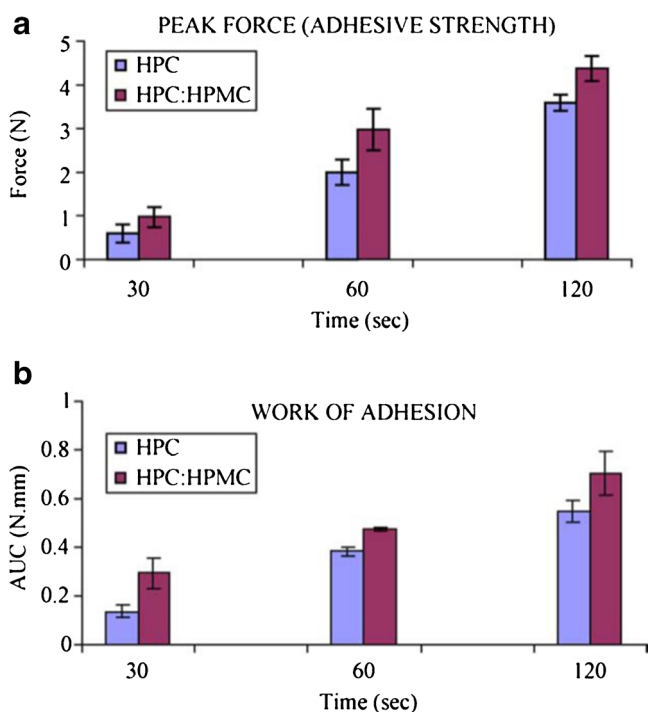 a
PEAK FORCE (ADHESIVE STRENGTH)
5
4
3
2
1
0
Force (N)
HPC
HPC:HPMC
30 60 120
Time (sec)
b
WORK OF ADHESION
1
0.8
0.6
0.4
0.2
0
AUC (N.mm)
HPC
HPC:HPMC
30 60 120
Time (sec)